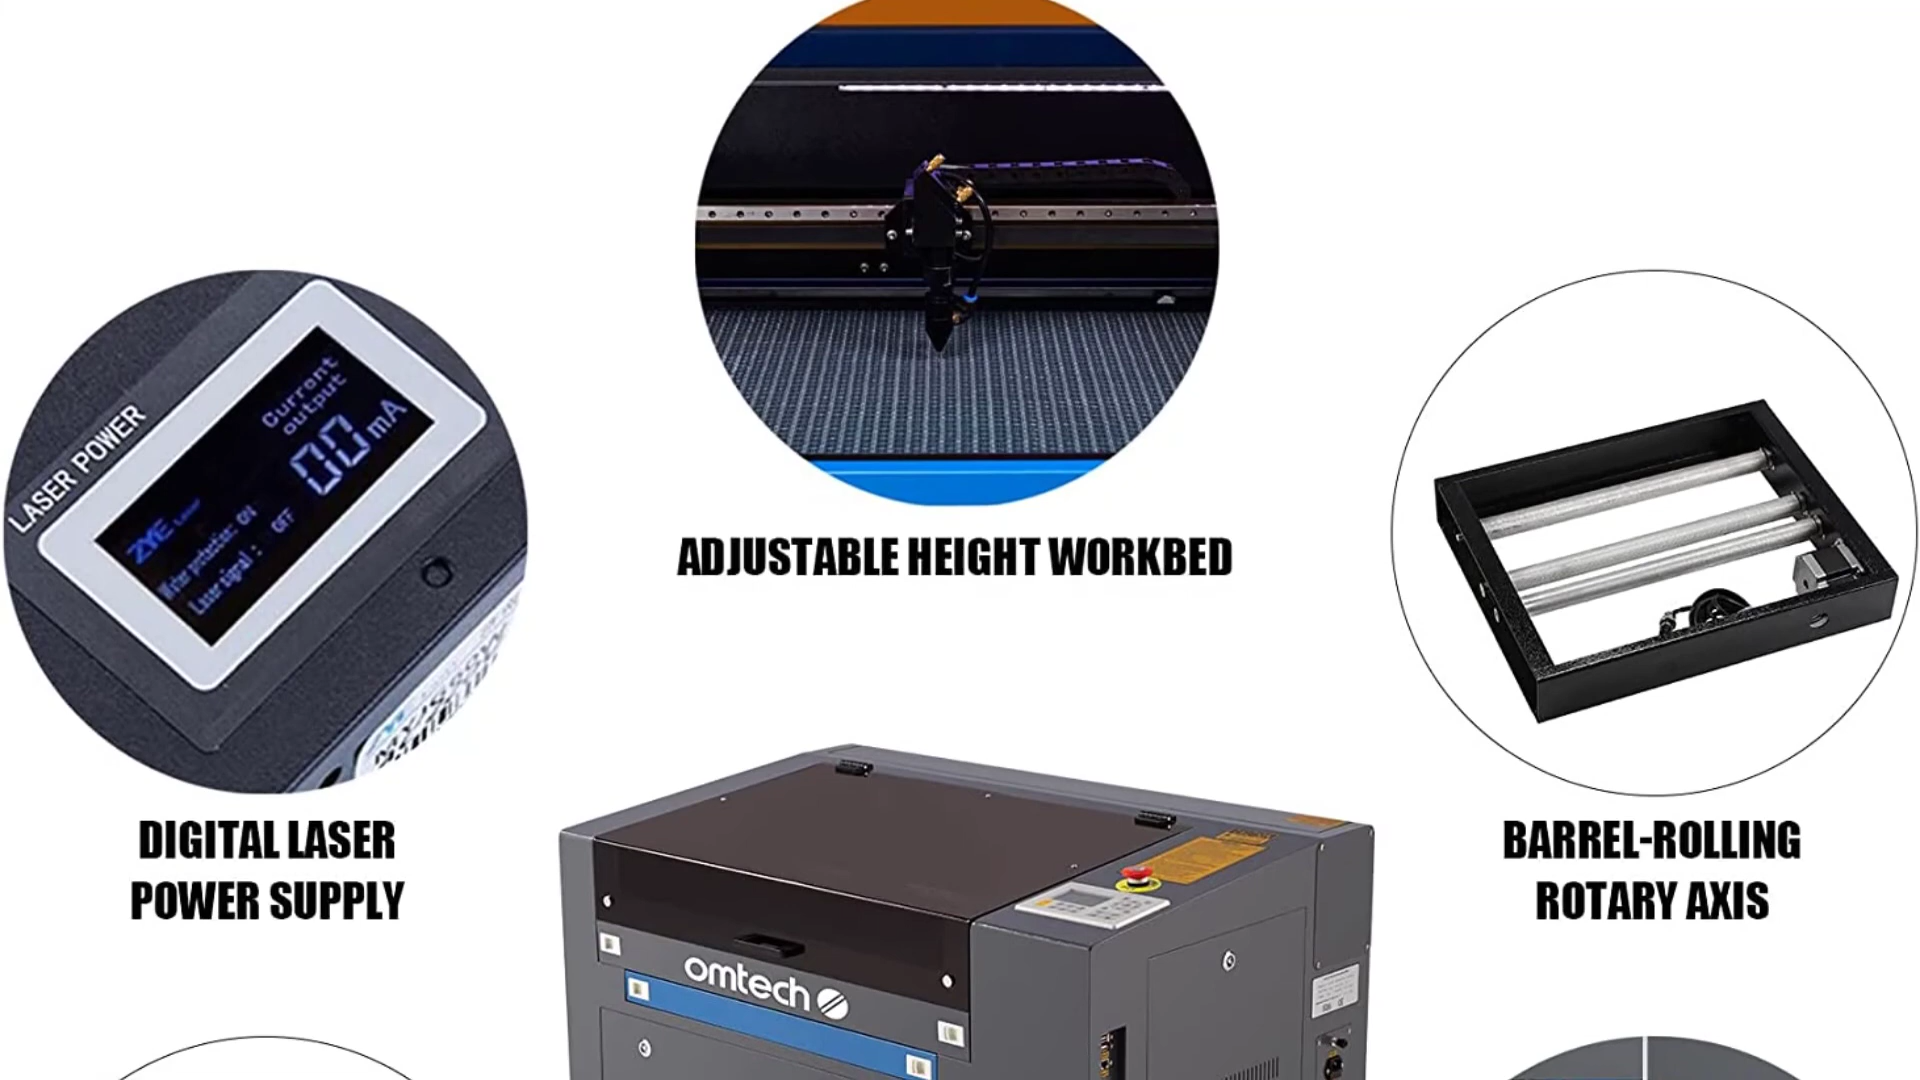 LASER POWER
Current
output
00 mA
ZYE Laser
Water protection: ON
Laser signal: OFF
ADJUSTABLE HEIGHT WORKBED
DIGITAL LASER
POWER SUPPLY
BARREL-ROLLING
ROTARY AXIS
omtech